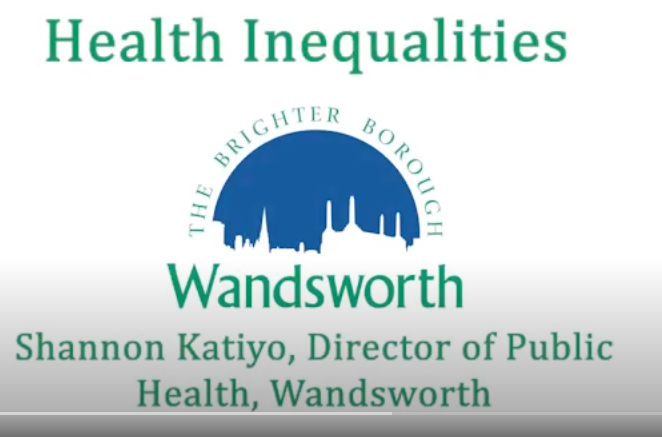 Health Inequalities
THE BRIGHTER BOROUGH
Wandsworth
Shannon Katiyo, Director of Public
Health, Wandsworth